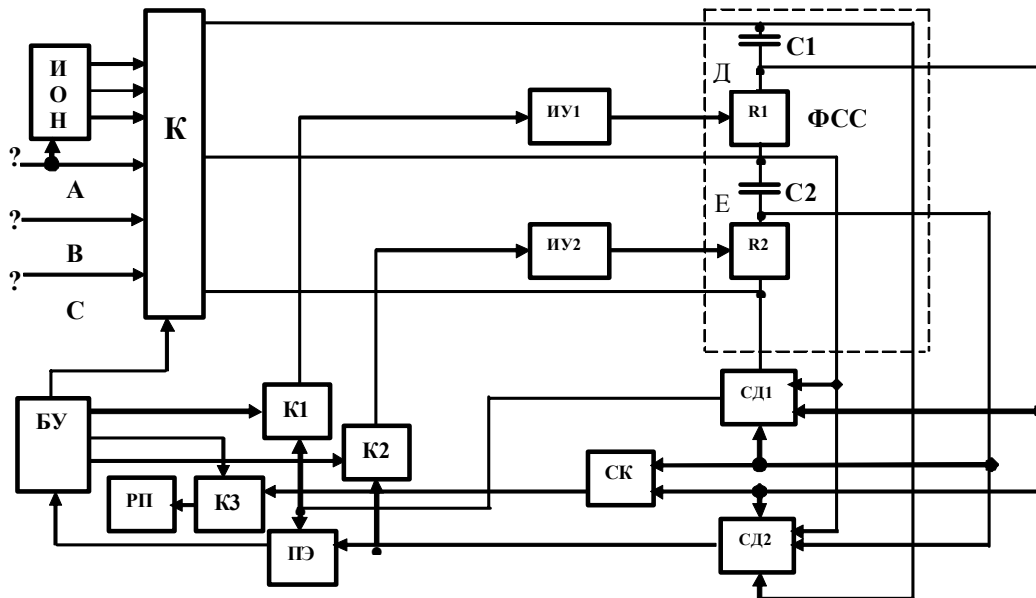 И
О
Н
К
С1
Д
ИУ1
R1
ФСС
?
А
С2
Е
?
В
ИУ2
R2
?
С
СД1
БУ
К1
К2
СК
РП
К3
ПЭ
СД2